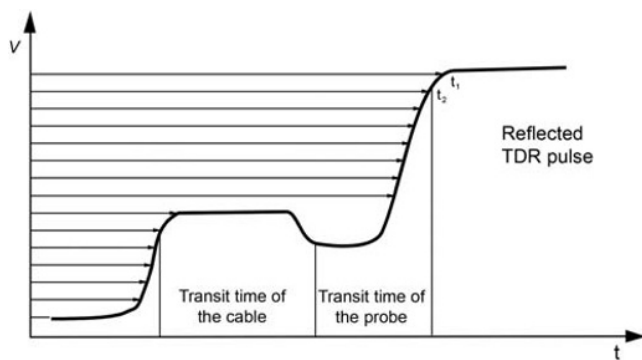 V
t₁
t₂
Reflected
TDR pulse
Transit time of
the cable
Transit time of
the probe
t